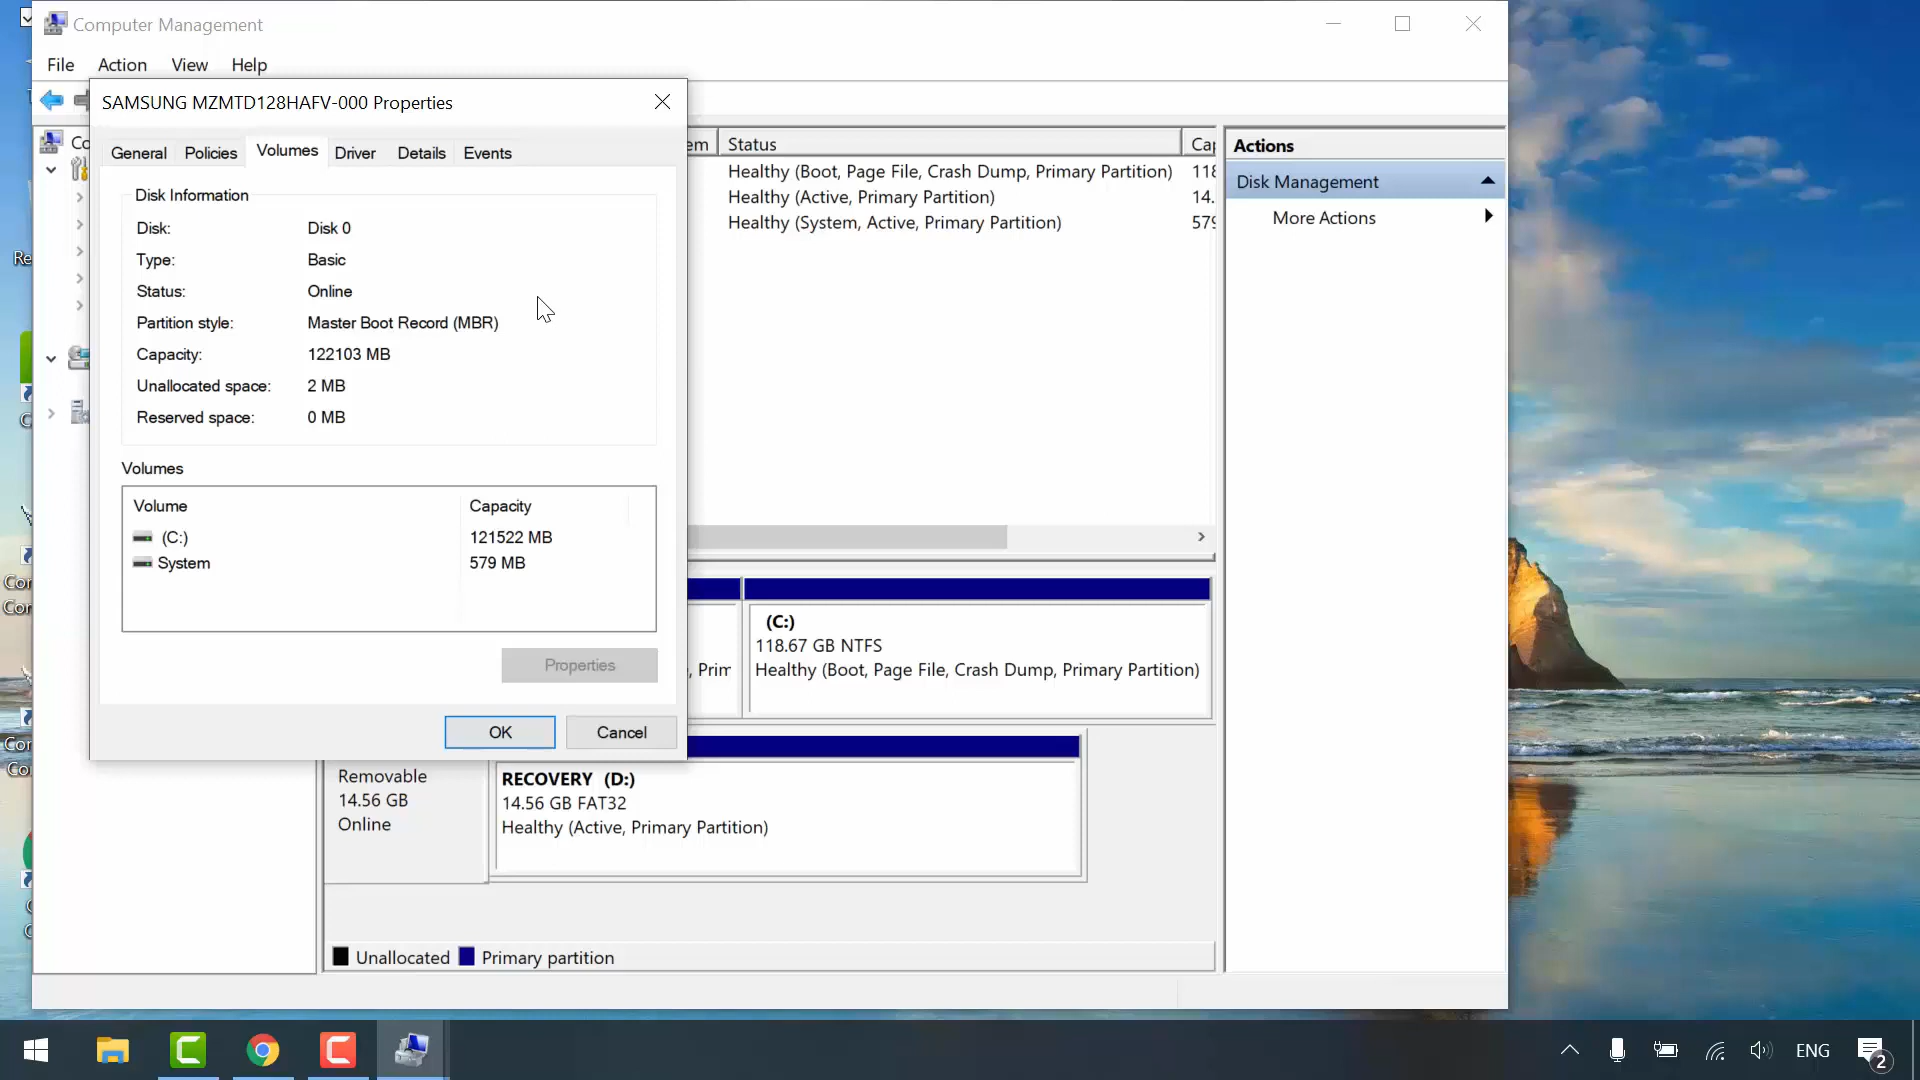 Computer Management
File Action View Help
SAMSUNG MZMTD128HAFV-000 Properties
General Policies Volumes Driver Details Events
Disk Information
Disk: Disk 0
Type: Basic
Status: Online
Partition style: Master Boot Record (MBR)
Capacity: 122103 MB
Unallocated space: 2 MB
Reserved space: 0 MB
Volumes
Volume Capacity
(C:) 121522 MB
System 579 MB
Properties
OK Cancel
Status
Healthy (Boot, Page File, Crash Dump, Primary Partition)
Healthy (Active, Primary Partition)
Healthy (System, Active, Primary Partition)
Actions
Disk Management
More Actions
(C:)
118.67 GB NTFS
Healthy (Boot, Page File, Crash Dump, Primary Partition)
Removable
14.56 GB
Online
RECOVERY (D:)
14.56 GB FAT32
Healthy (Active, Primary Partition)
Unallocated Primary partition
ENG
2